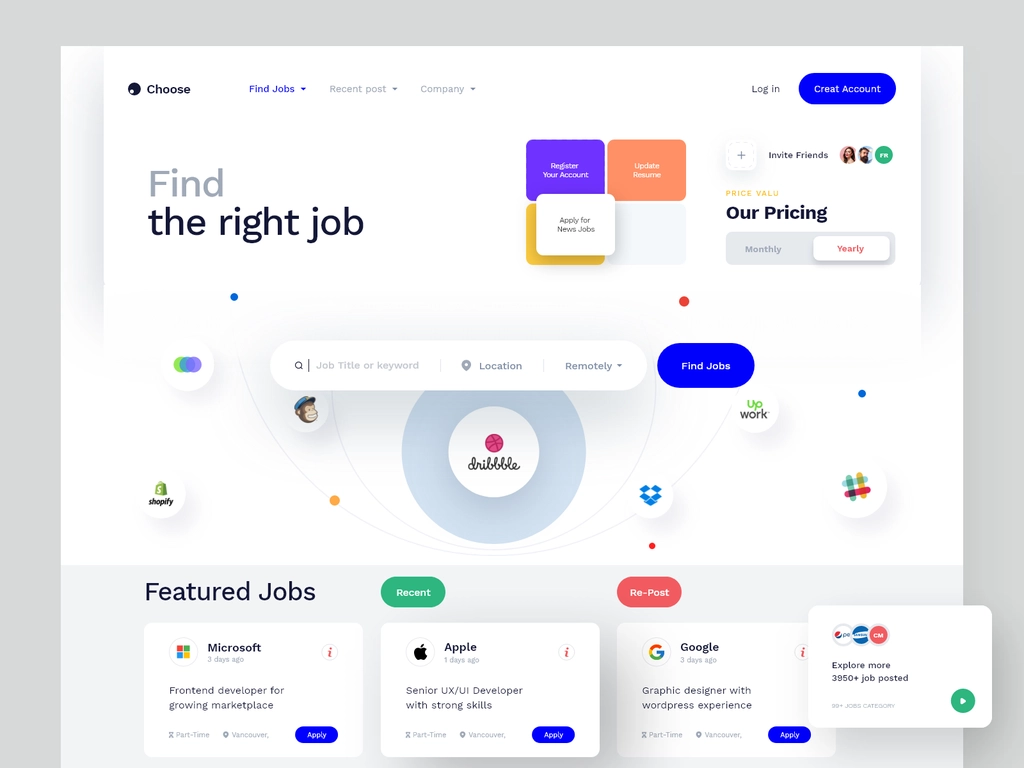 Choose
Find Jobs
Recent post
Company
Log in
Creat Account
Find
the right job
Register
Your Account
Update
Resume
Apply for
News Jobs
Invite Friends
FR
PRICE VALU
Our Pricing
Monthly
Yearly
Job Title or keyword
Location
Remotely
Find Jobs
Up
work
dribbble
shopify
Featured Jobs
Recent
Re-Post
Microsoft
3 days ago
i
Frontend developer for
growing marketplace
Part-Time
Vancouver,
Apply
Apple
1 days ago
i
Senior UX/UI Developer
with strong skills
Part-Time
Vancouver,
Apply
Google
3 days ago
i
Graphic designer with
wordpress experience
Part-Time
Vancouver,
Apply
pe
CM
Explore more
3950+ job posted
99+ JOBS CATEGORY